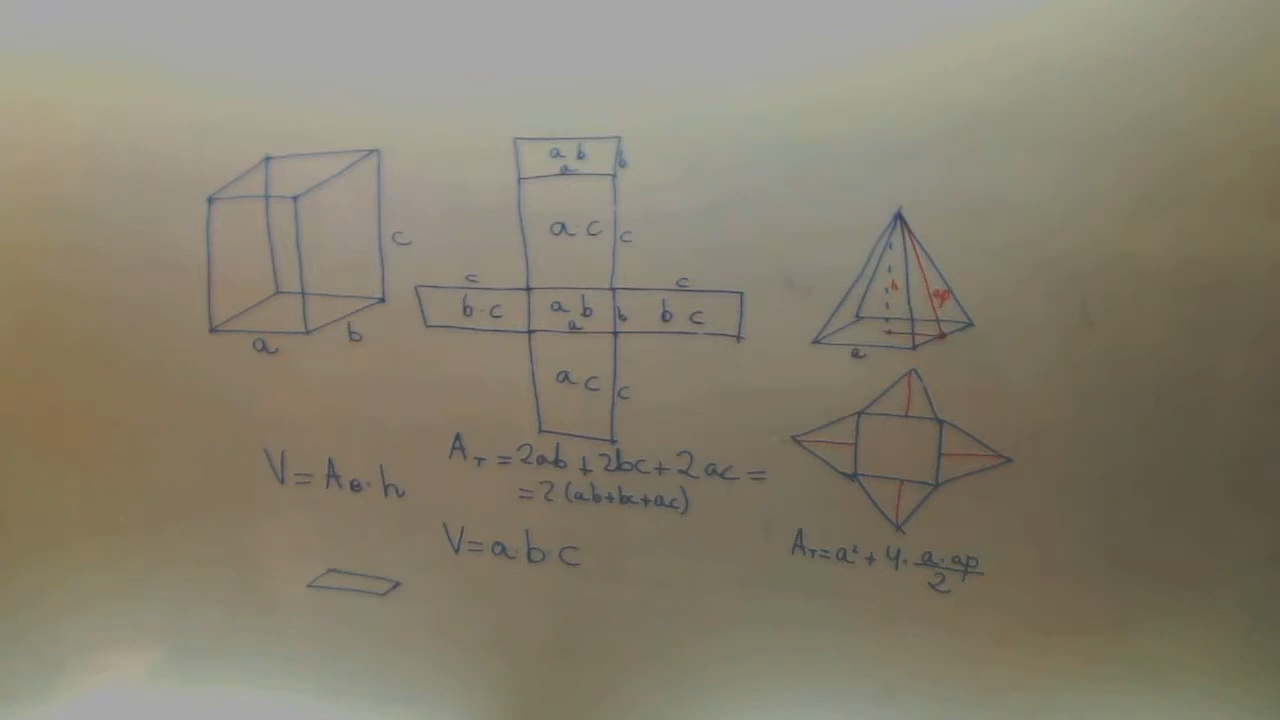 a b
b
a
a c
c
c
c
c
b·c
a b
b
b c
a
h
ap
a
b
a
a c
c
V = A_B · h
A_T = 2ab + 2bc + 2ac =
= 2(ab+bc+ac)
V = a·b c
A_T = a² + 4 · a·ap/2